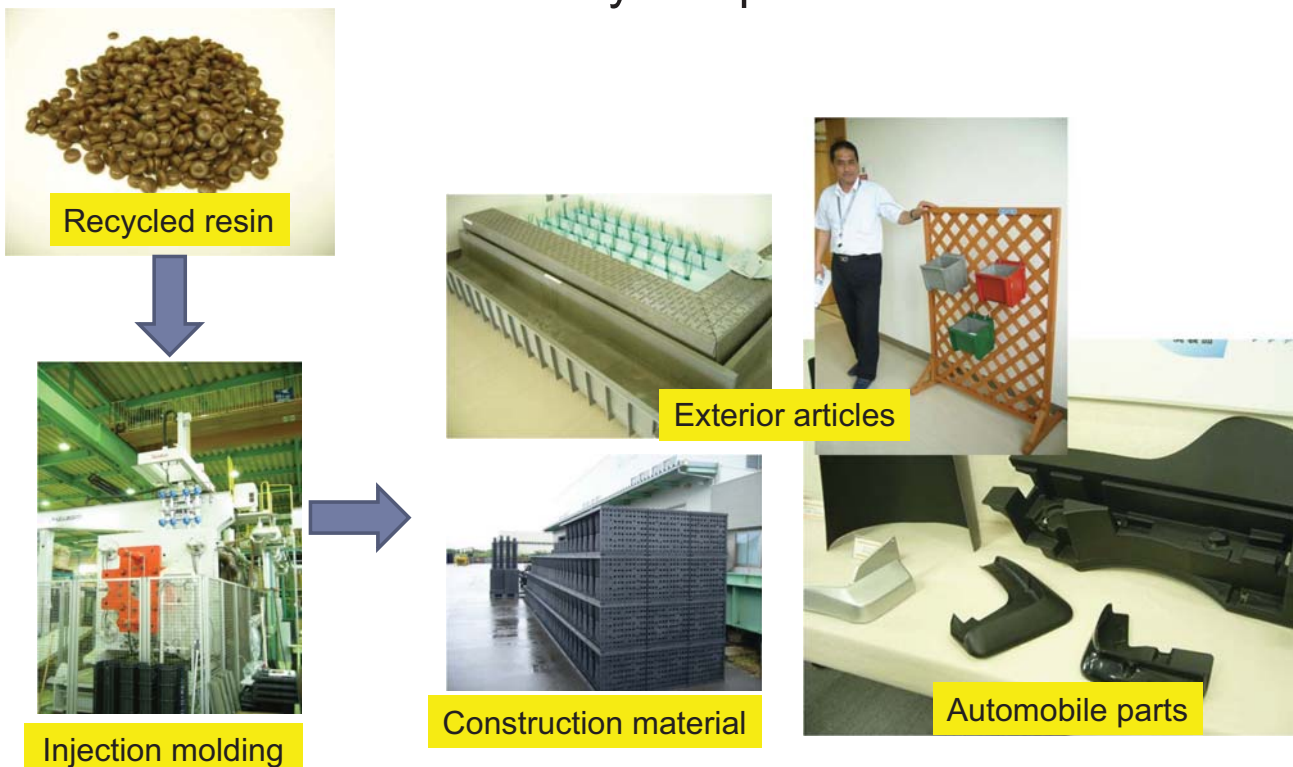 Recycled resin
Exterior articles
Injection molding
Construction material
Automobile parts